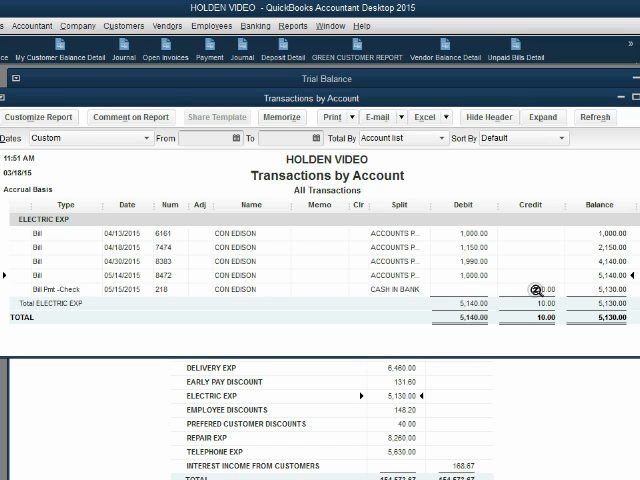 HOLDEN VIDEO - QuickBooks Accountant Desktop 2015
s Accountant Company Customers Vendors Employees Banking Reports Window Help
ce My Customer Balance Detail Journal Open Invoices Payment Journal Deposit Detail GREEN CUSTOMER REPORT Vendor Balance Detail Unpaid Bills Detail »
Trial Balance
Transactions by Account
Customize Report Comment on Report Share Template Memorize Print E-mail Excel Hide Header Expand Refresh
Dates Custom From To Total By Account list Sort By Default
11:51 AM HOLDEN VIDEO
03/18/15 Transactions by Account
Accrual Basis All Transactions
Type Date Num Adj Name Memo Clr Split Debit Credit Balance
ELECTRIC EXP
Bill 04/13/2015 6161 CON EDISON ACCOUNTS P... 1,000.00 1,000.00
Bill 04/18/2015 7474 CON EDISON ACCOUNTS P... 1,150.00 2,150.00
Bill 04/30/2015 8383 CON EDISON ACCOUNTS P... 1,990.00 4,140.00
Bill 05/14/2015 8472 CON EDISON ACCOUNTS P... 1,000.00 5,140.00
Bill Pmt -Check 05/15/2015 218 CON EDISON CASH IN BANK 5,130.00
Total ELECTRIC EXP 5,140.00 10.00 5,130.00
TOTAL 5,140.00 10.00 5,130.00
DELIVERY EXP 6,460.00
EARLY PAY DISCOUNT 131.60
ELECTRIC EXP 5,130.00
EMPLOYEE DISCOUNTS 148.20
PREFERED CUSTOMER DISCOUNTS 40.00
REPAIR EXP 8,260.00
TELEPHONE EXP 5,630.00
INTEREST INCOME FROM CUSTOMERS 168.67
TOTAL